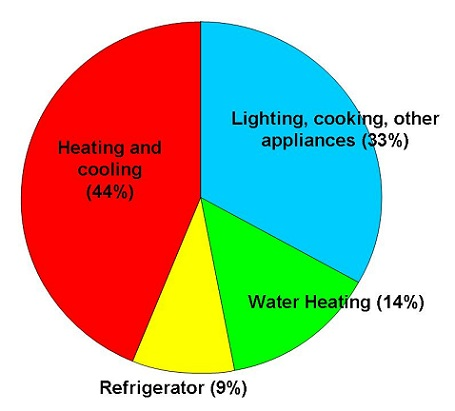 Lighting, cooking, other
appliances (33%)
Heating and
cooling
(44%)
Water Heating (14%)
Refrigerator (9%)